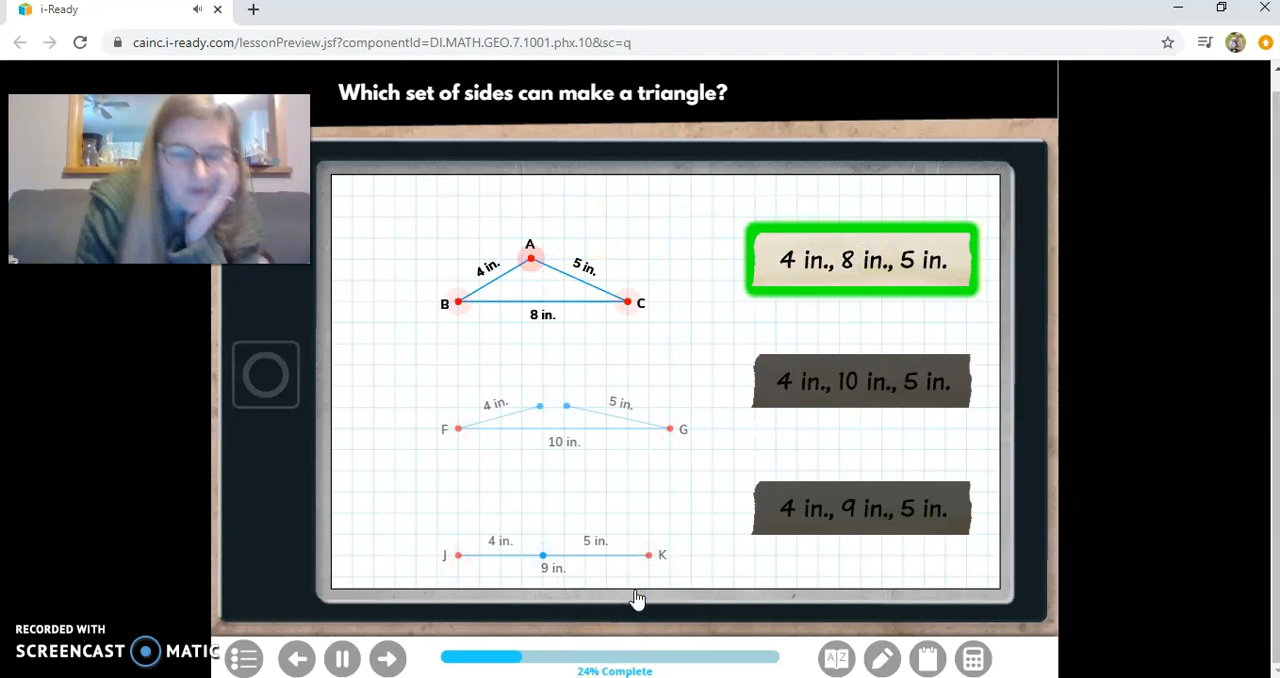 i-Ready
cainc.i-ready.com/lessonPreview.jsf?componentId=DI.MATH.GEO.7.1001.phx.10&sc=q
Which set of sides can make a triangle?
A
4 in.
5 in.
B
C
8 in.
4 in., 8 in., 5 in.
4 in.
5 in.
F
G
10 in.
4 in., 10 in., 5 in.
4 in.
5 in.
J
K
9 in.
4 in., 9 in., 5 in.
RECORDED WITH
SCREENCAST MATIC
A Z
24% Complete